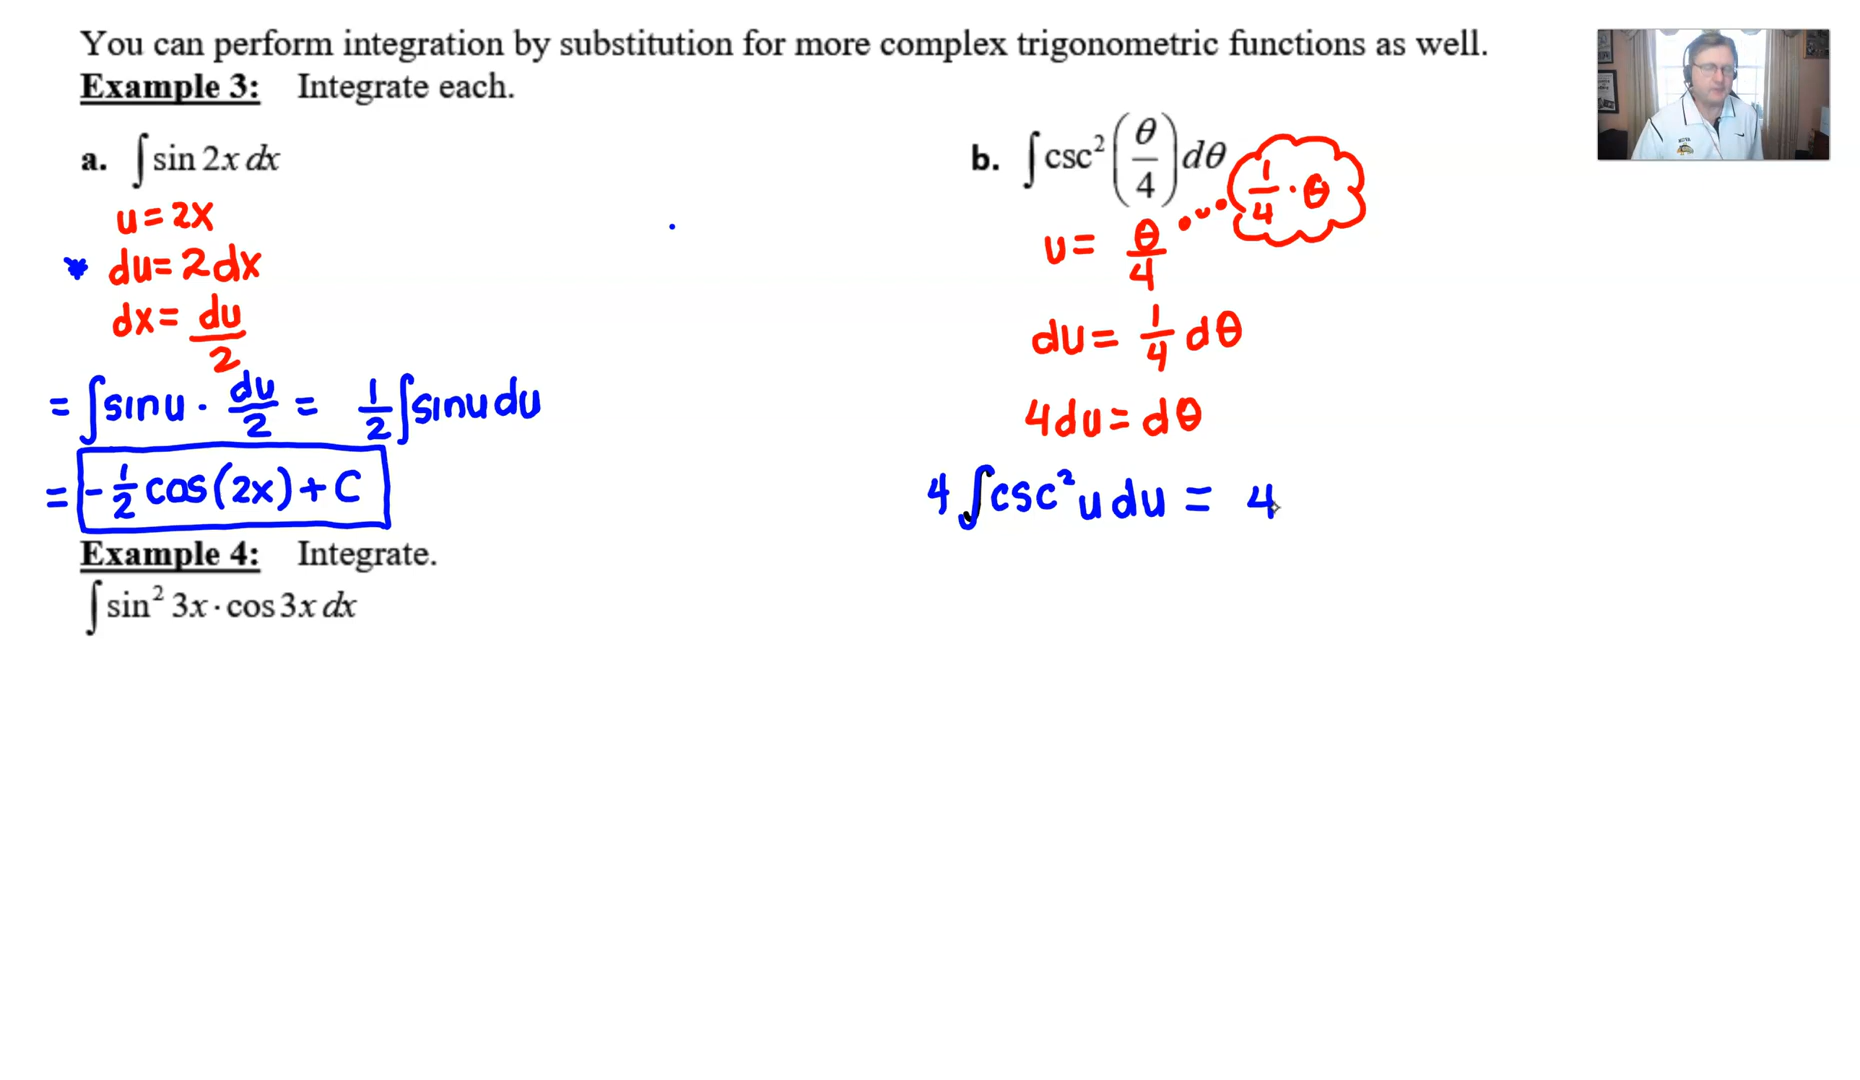 You can perform integration by substitution for more complex trigonometric functions as well.
Example 3: Integrate each.
a. ∫ sin 2x dx
u = 2x
* du = 2dx
dx = du/2
= ∫ sin u · du/2 = 1/2 ∫ sin u du
= -1/2 cos(2x) + C
b. ∫ csc² (θ/4) dθ
1/4 · θ
u = θ/4
du = 1/4 dθ
4du = dθ
4 ∫ csc² u du = 4
Example 4: Integrate.
∫ sin² 3x · cos 3x dx